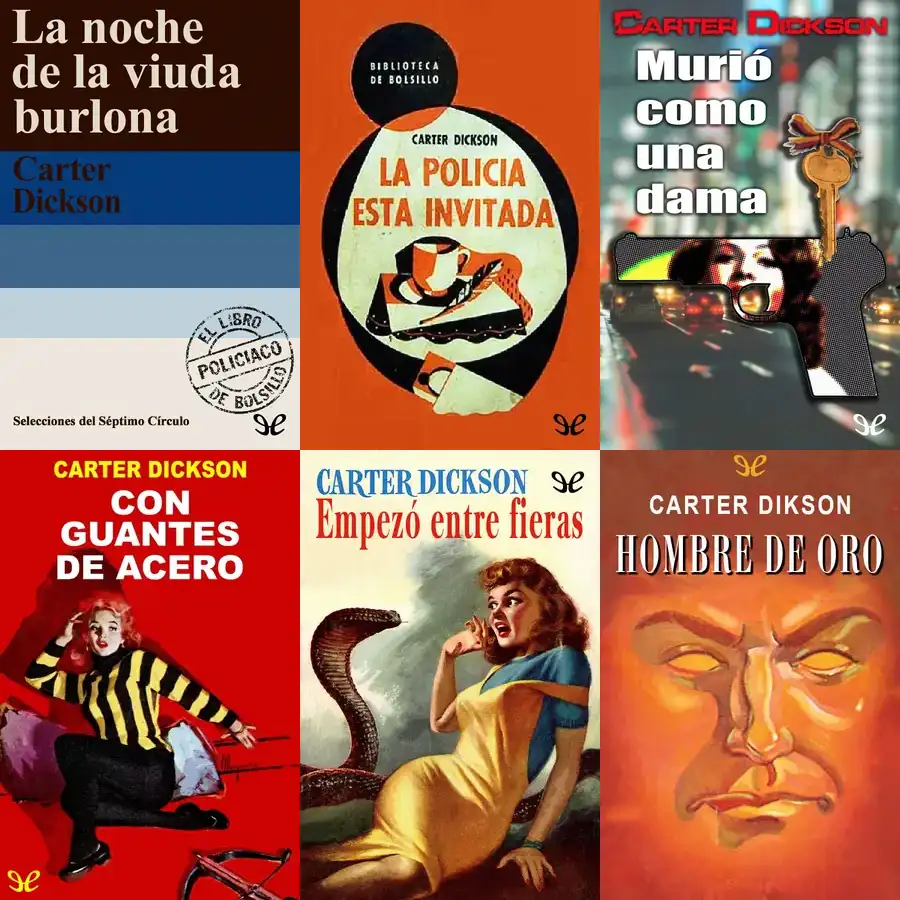 La noche
de la viuda
burlona
Carter
Dickson
EL LIBRO
POLICIACO
DE BOLSILLO
Selecciones del Séptimo Círculo
BIBLIOTECA
DE BOLSILLO
CARTER DICKSON
LA POLICIA
ESTA INVITADA
CARTER DICKSON
Murió
como
una
dama
CARTER DICKSON
CON
GUANTES
DE ACERO
CARTER DICKSON
Empezó entre fieras
CARTER DIKSON
HOMBRE DE ORO